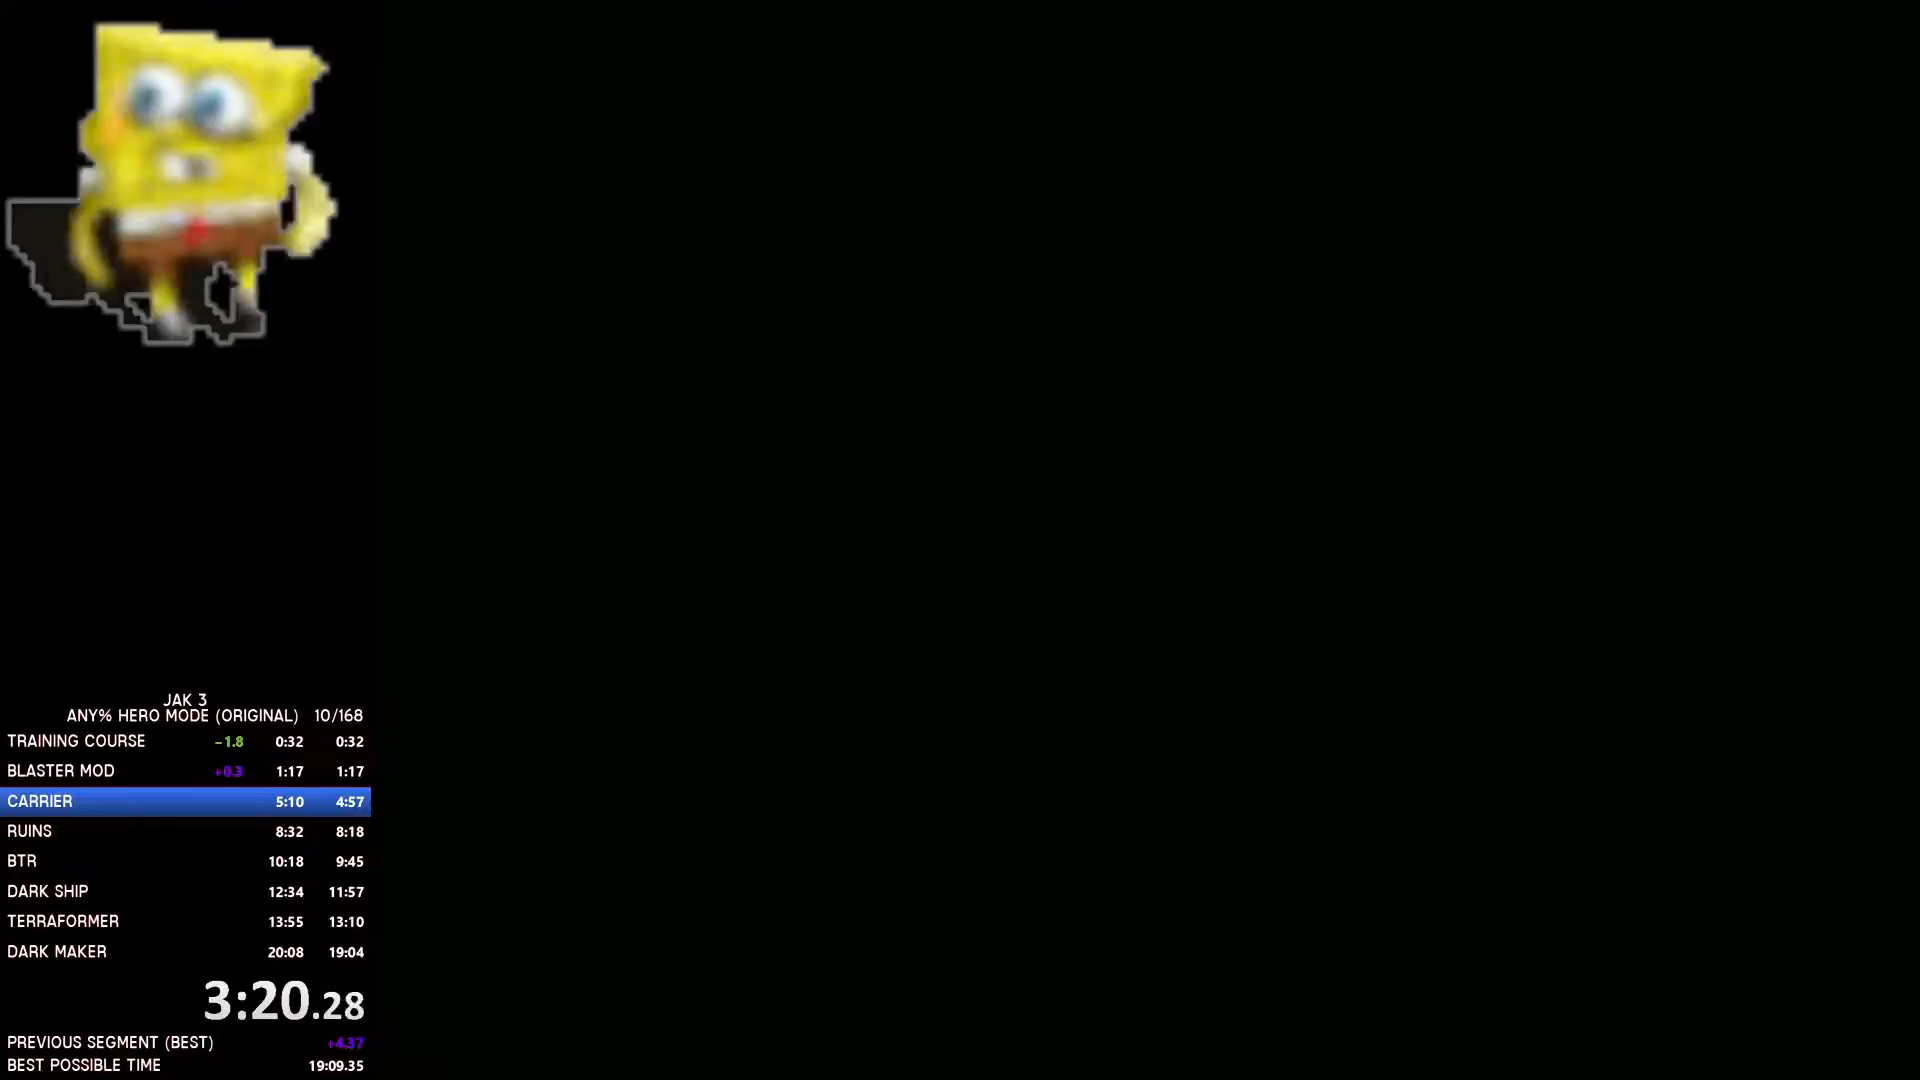 JAK 3
ANY% HERO MODE (ORIGINAL) 10/168
TRAINING COURSE -1.8 0:32 0:32
BLASTER MOD +0.3 1:17 1:17
CARRIER 5:10 4:57
RUINS 8:32 8:18
BTR 10:18 9:45
DARK SHIP 12:34 11:57
TERRAFORMER 13:55 13:10
DARK MAKER 20:08 19:04
3:20.28
PREVIOUS SEGMENT (BEST) +4.37
BEST POSSIBLE TIME 19:09.35